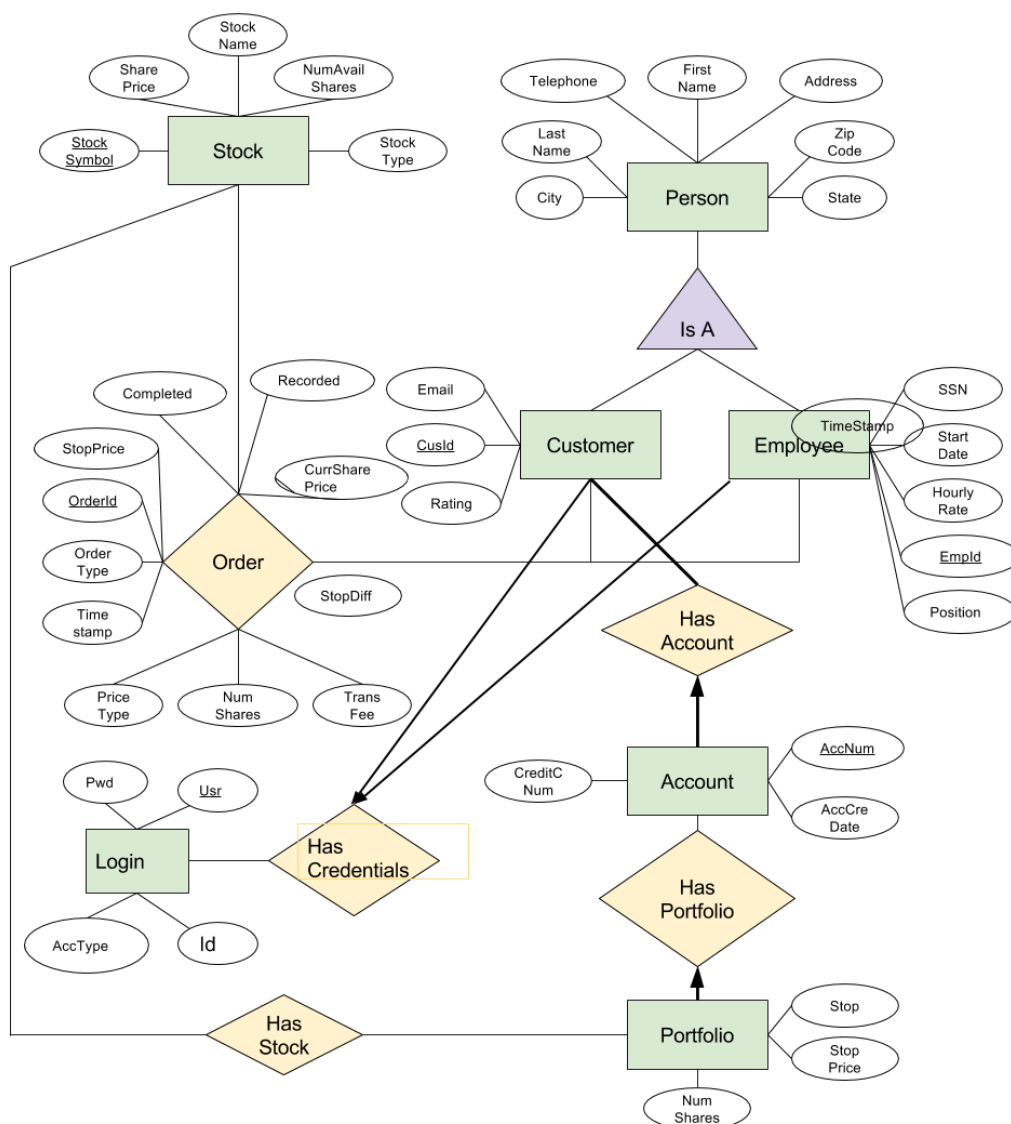 Stock
Name
Share
Price
NumAvail
Shares
Stock
Symbol
Stock
Stock
Type
Telephone
First
Name
Address
Last
Name
Zip
Code
City
Person
State
Is A
Completed
Recorded
Email
SSN
StopPrice
CusId
Customer
Employee
TimeStamp
Start
Date
CurrShare
Price
OrderId
Rating
Hourly
Rate
Order
Type
Order
EmpId
StopDiff
Time
stamp
Has
Account
Position
Price
Type
Num
Shares
Trans
Fee
Pwd
Usr
CreditC
Num
Account
AccNum
AccCre
Date
Login
Has
Credentials
Has
Portfolio
AccType
Id
Has
Stock
Portfolio
Stop
Stop
Price
Num
Shares